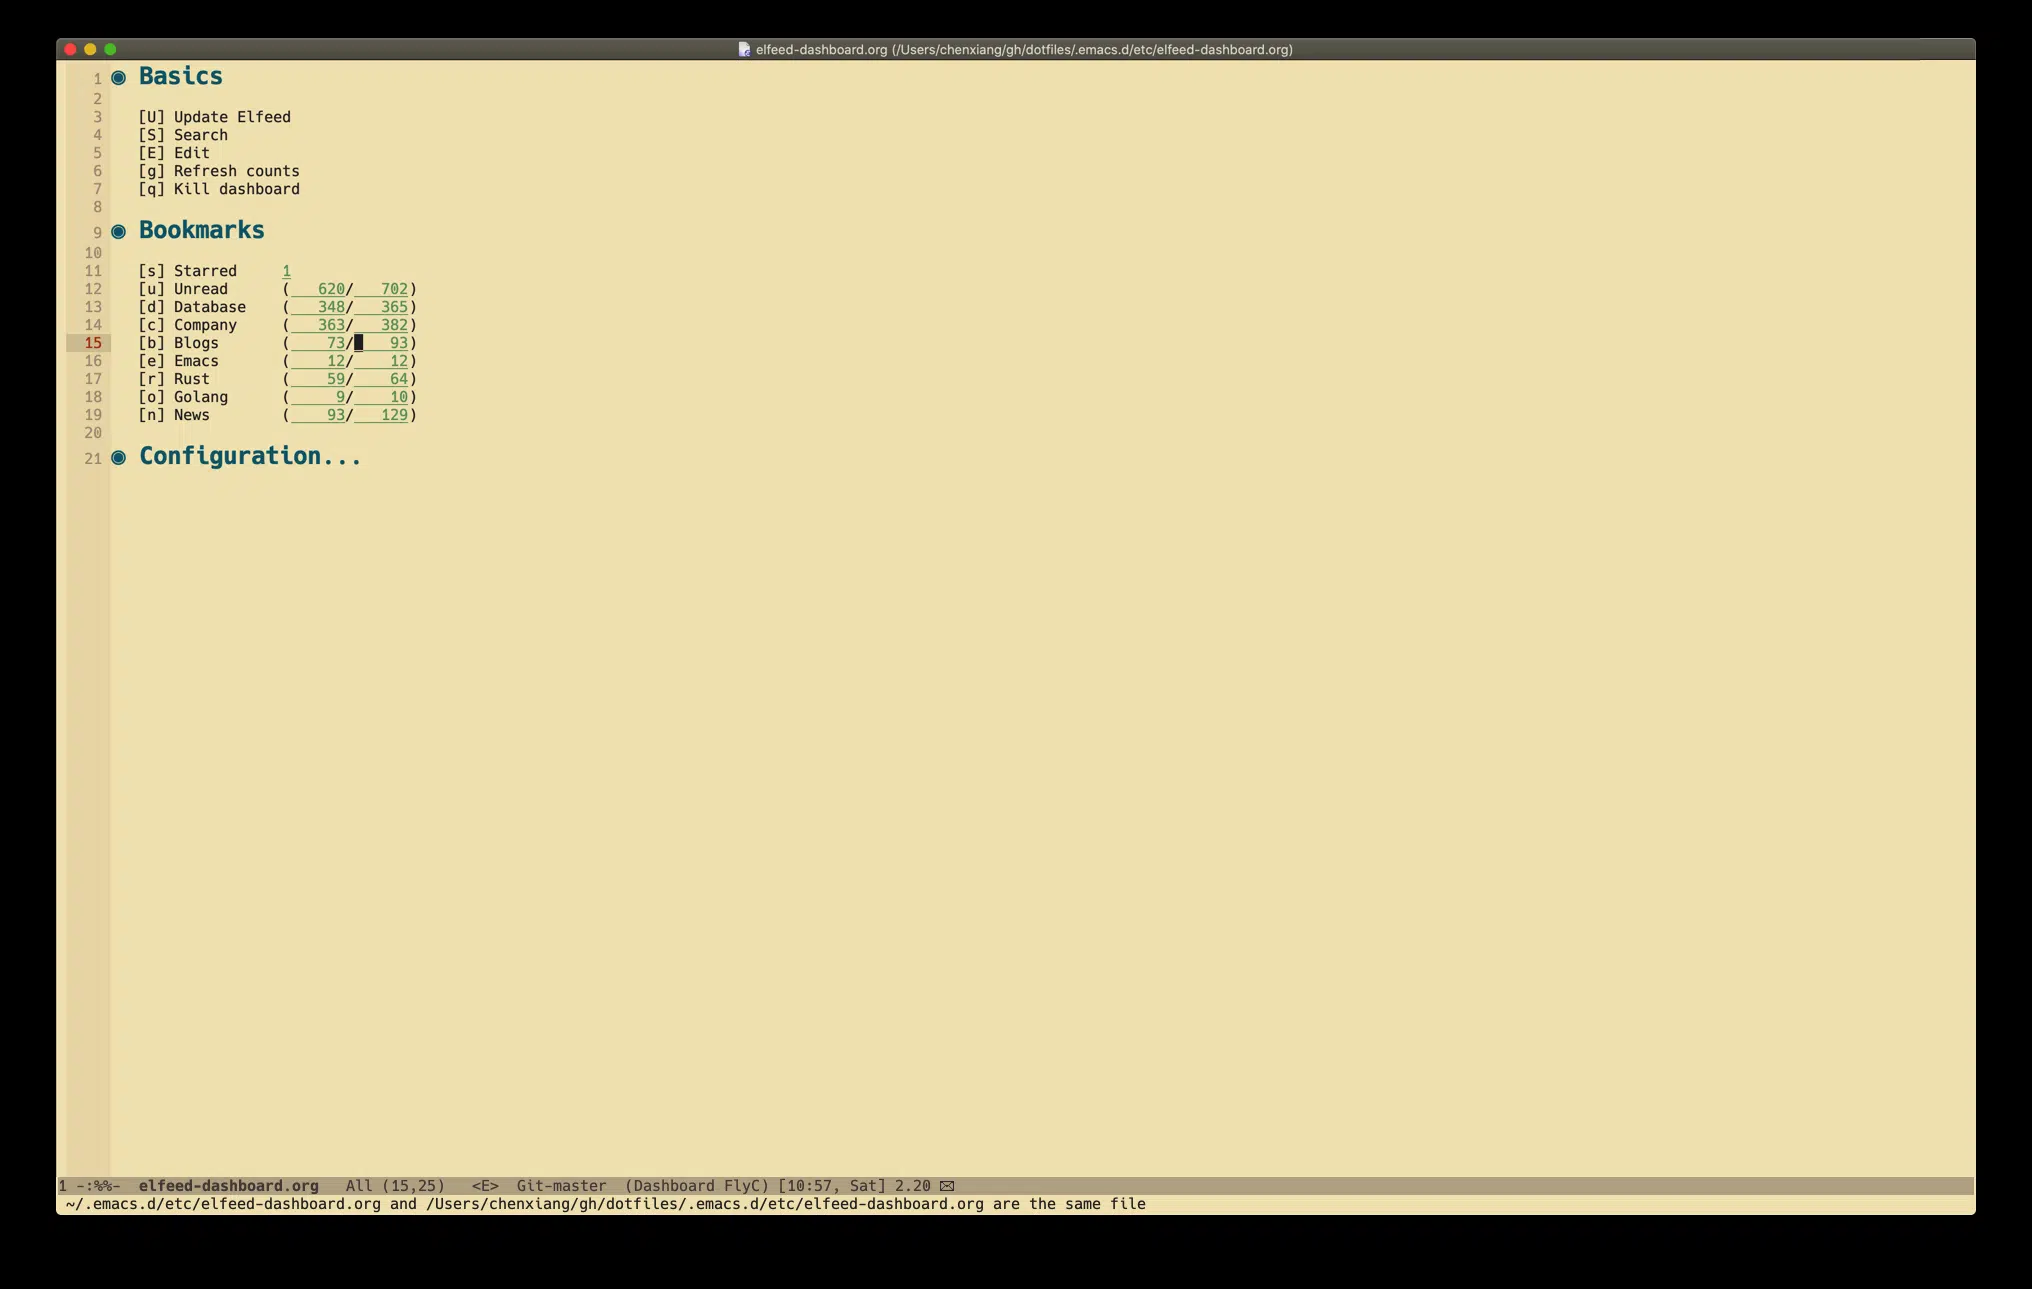 elfeed-dashboard.org (/Users/chenxiang/gh/dotfiles/.emacs.d/etc/elfeed-dashboard.org)
1 ◉ Basics
2
3 [U] Update Elfeed
4 [S] Search
5 [E] Edit
6 [g] Refresh counts
7 [q] Kill dashboard
8
9 ◉ Bookmarks
10
11 [s] Starred 1
12 [u] Unread ( 620/ 702)
13 [d] Database ( 348/ 365)
14 [c] Company ( 363/ 382)
15 [b] Blogs ( 73/ 93)
16 [e] Emacs ( 12/ 12)
17 [r] Rust ( 59/ 64)
18 [o] Golang ( 9/ 10)
19 [n] News ( 93/ 129)
20
21 ◉ Configuration...
1 -:%%- elfeed-dashboard.org All (15,25) <E> Git-master (Dashboard FlyC) [10:57, Sat] 2.20 ✉
~/.emacs.d/etc/elfeed-dashboard.org and /Users/chenxiang/gh/dotfiles/.emacs.d/etc/elfeed-dashboard.org are the same file